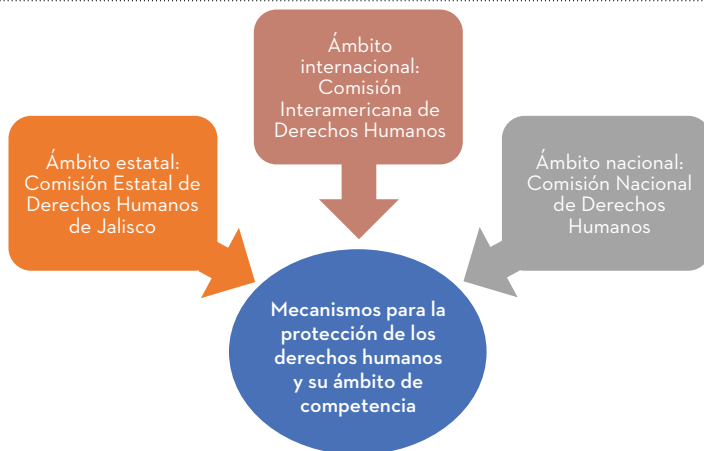 Ámbito
internacional:
Comisión
Interamericana de
Derechos Humanos
Ámbito estatal:
Comisión Estatal de
Derechos Humanos
de Jalisco
Ámbito nacional:
Comisión Nacional
de Derechos
Humanos
Mecanismos para la
protección de los
derechos humanos
y su ámbito de
competencia